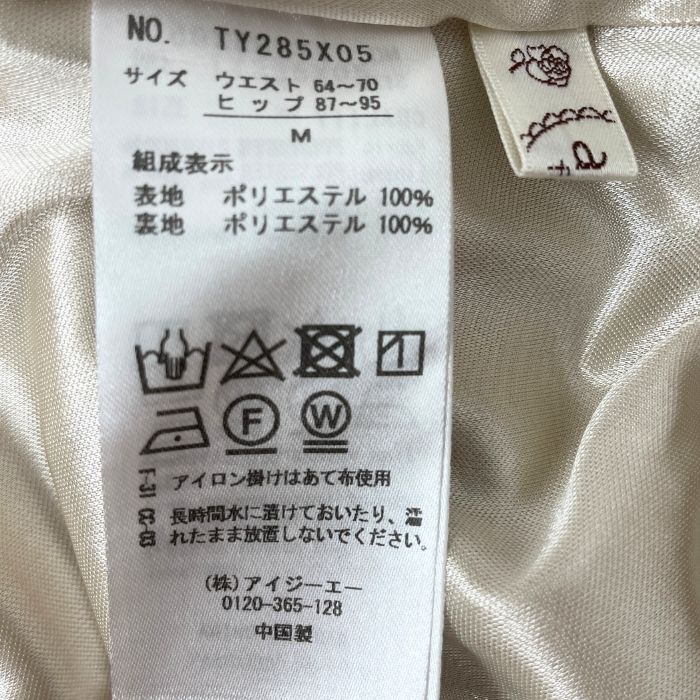 NO. TY285X05
サイズ ウエスト 64〜70
ヒップ 87〜95
M
組成表示
表地 ポリエステル 100%
裏地 ポリエステル 100%
F
W
アイロン掛けはあて布使用
長時間水に漬けておいたり、濡
れたまま放置しないでください。
(株)アイジーエー
0120-365-128
中国製